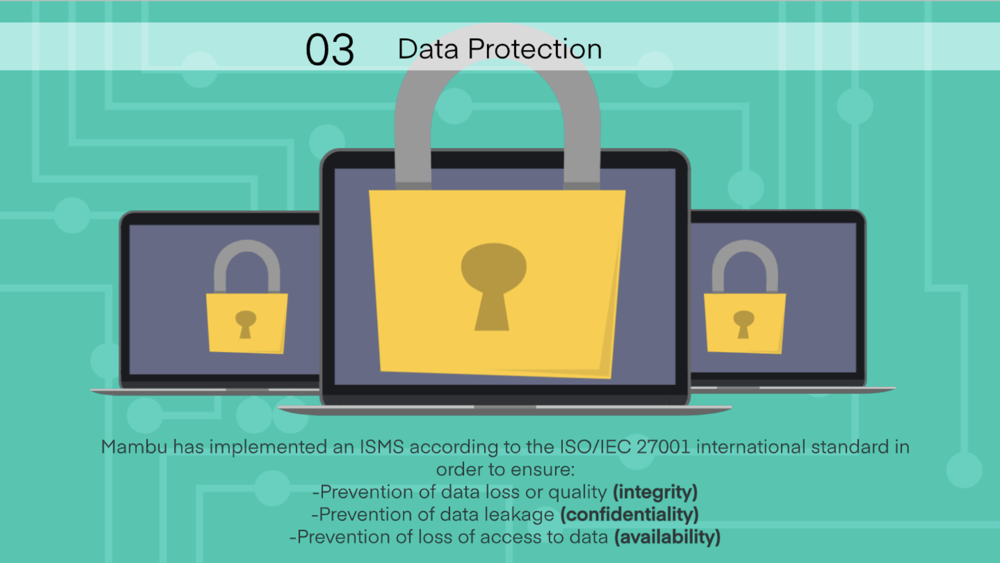 03 Data Protection
Mambu has implemented an ISMS according to the ISO/IEC 27001 international standard in
order to ensure:
-Prevention of data loss or quality (integrity)
-Prevention of data leakage (confidentiality)
-Prevention of loss of access to data (availability)